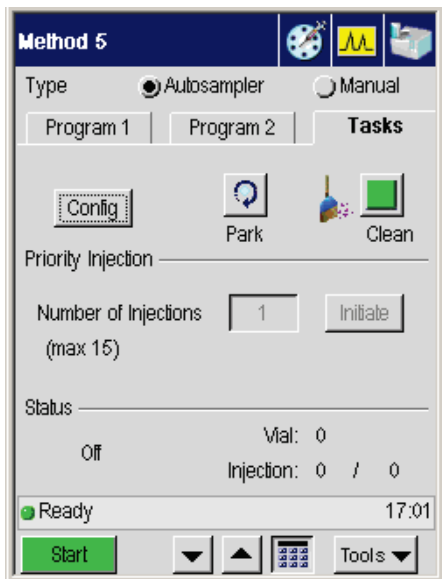 Method 5
Type Autosampler Manual
Program 1 Program 2 Tasks
Config
Park Clean
Priority Injection
Number of Injections 1 Initiate
(max 15)
Status
Off
Vial: 0
Injection: 0 / 0
Ready 17:01
Start Tools